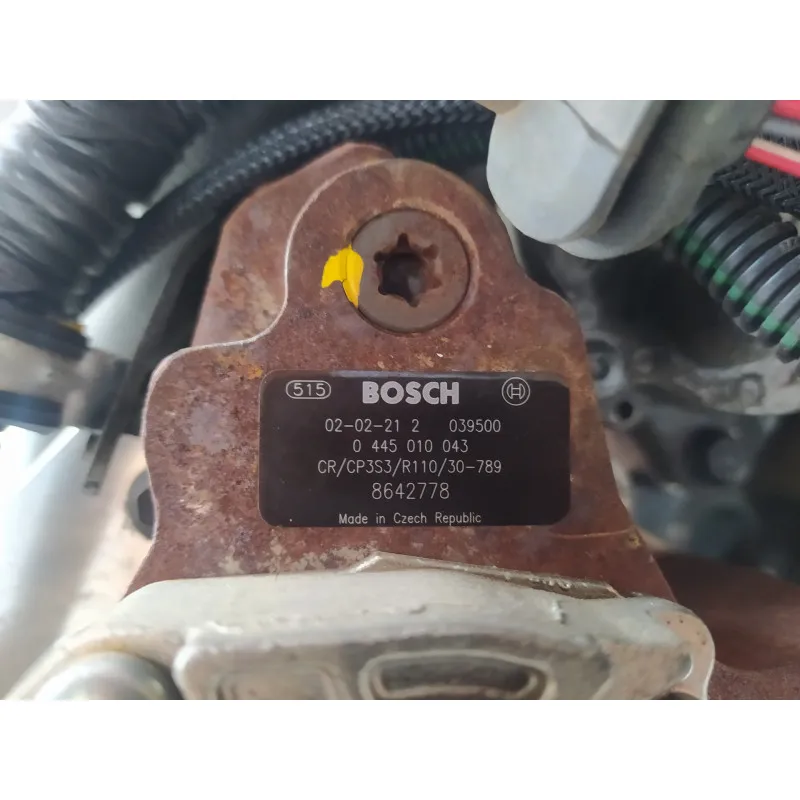 515 BOSCH
02-02-21 2 039500
0 445 010 043
CR/CP3S3/R110/30-789
8642778
Made in Czech Republic